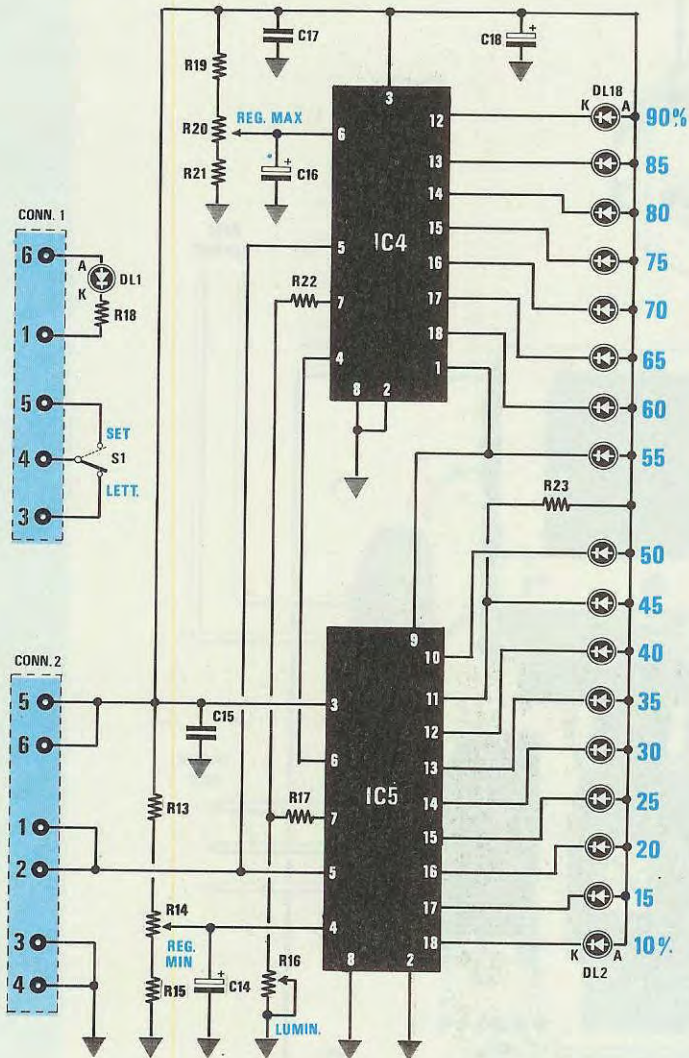 C17
C18
R19
3
DL18
K A
R20
REG. MAX
6
12
90%
R21
C16
13
85
14
80
CONN. 1
6
A
DL1
K
5
IC4
15
75
R22
7
16
70
R18
1
17
65
4
18
60
5
SET
8
2
1
4
S1
55
LETT.
R23
3
50
9
45
10
CONN. 2
11
40
5
3
12
35
C15
6
6
13
30
IC5
14
R13
R17
7
25
1
15
2
5
16
20
R14
17
15
4
REG.
MIN
R16
18
10%
3
8
2
K A
4
R15
C14
DL2
LUMIN.